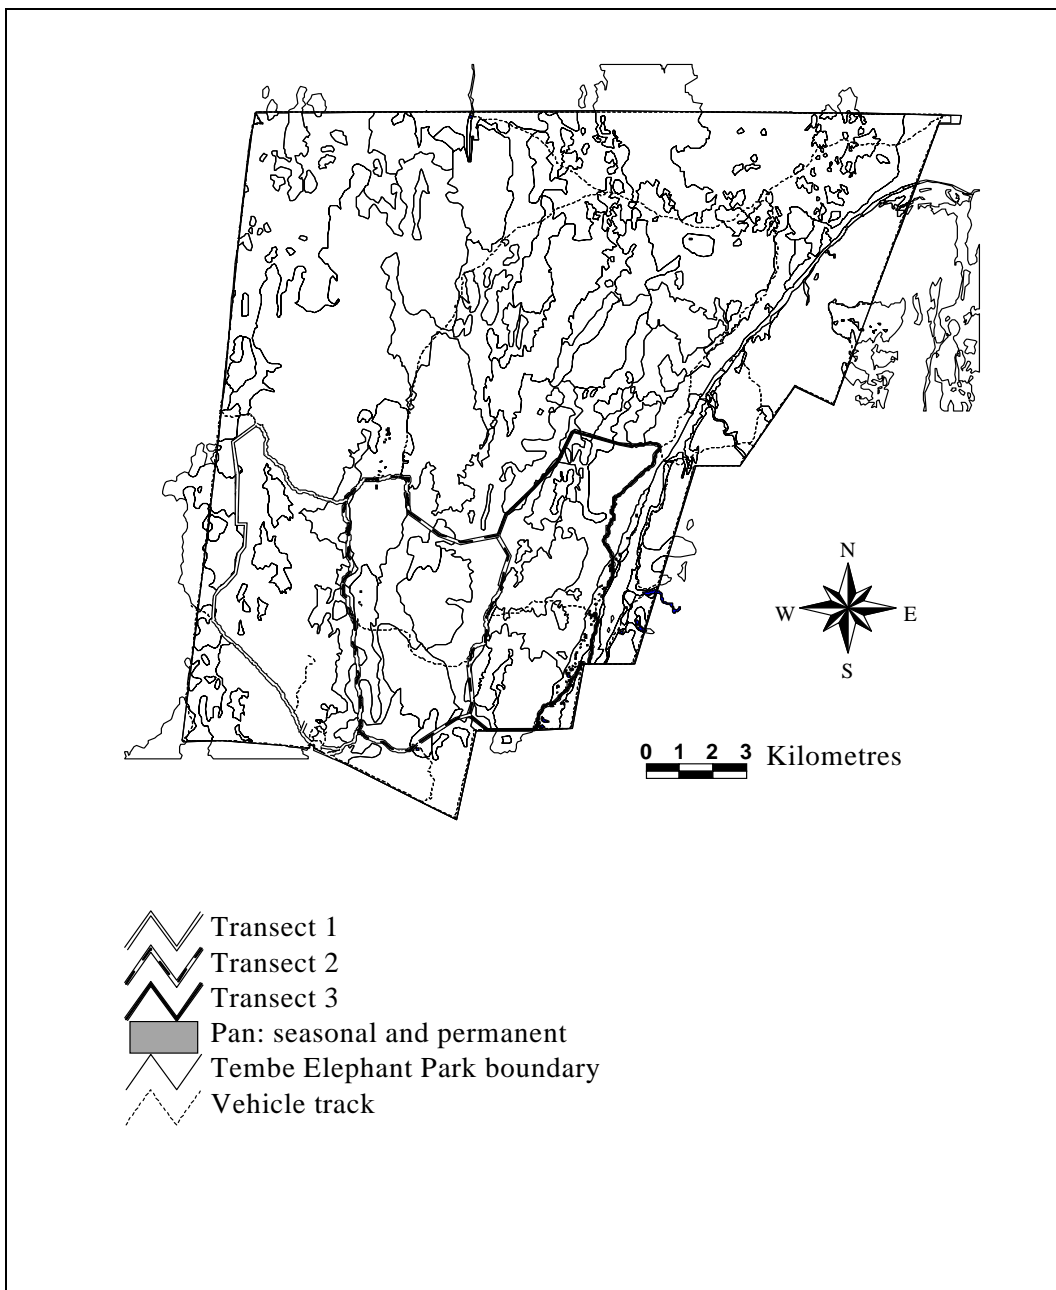 N
W E
S
0 1 2 3 Kilometres
Transect 1
Transect 2
Transect 3
Pan: seasonal and permanent
Tembe Elephant Park boundary
Vehicle track